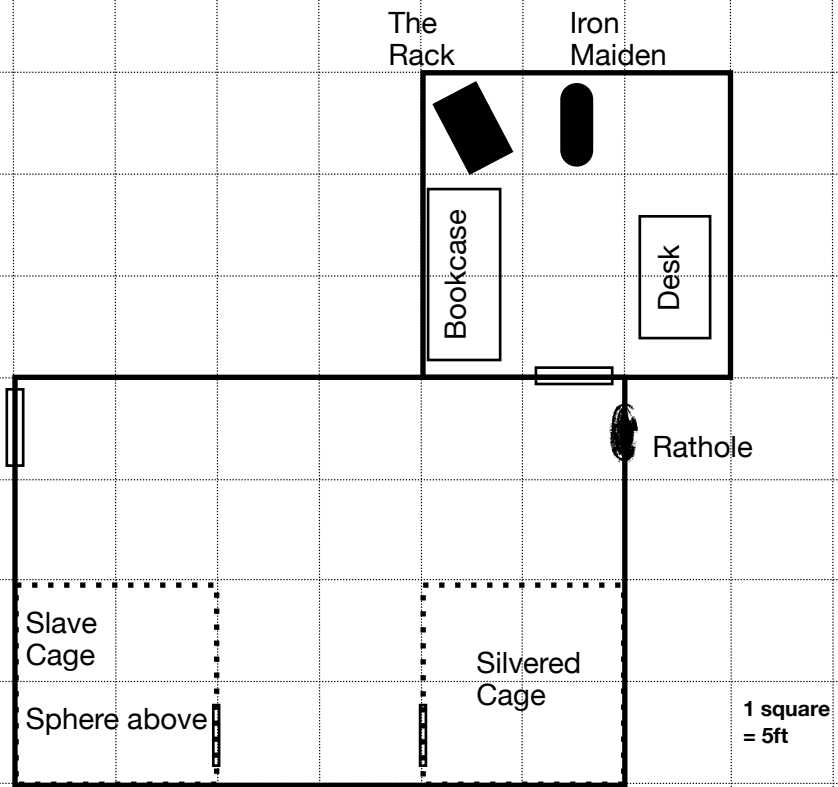 The
Rack
Iron
Maiden
Bookcase
Desk
Rathole
Slave
Cage
Sphere above
Silvered
Cage
1 square
= 5ft